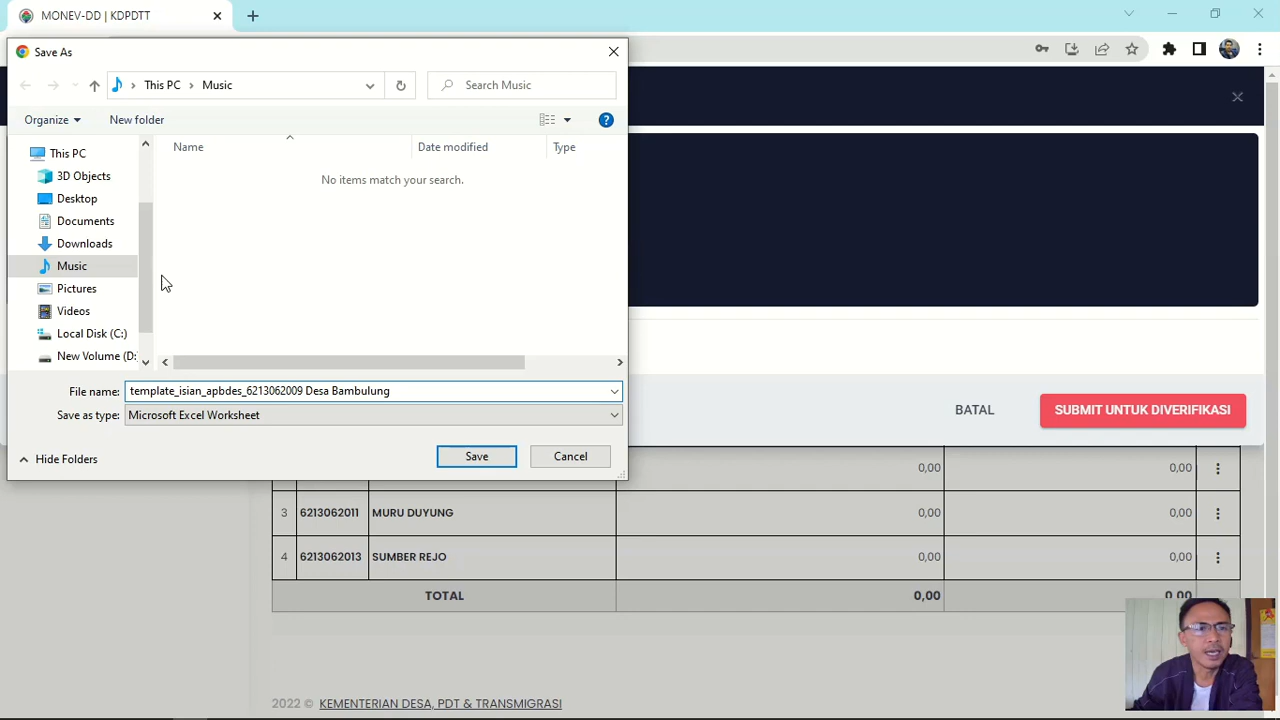 MONEV-DD | KDPDTT
Save As
This PC
Music
Search Music
Organize
New folder
Name
Date modified
Type
This PC
No items match your search.
3D Objects
Desktop
Documents
Downloads
Music
Pictures
Videos
Local Disk (C:)
New Volume (D:
File name:
template_isian_apbdes_6213062009 Desa Bambulung
Save as type:
Microsoft Excel Worksheet
Hide Folders
Save
Cancel
BATAL
SUBMIT UNTUK DIVERIFIKASI
0,00
0,00
3
6213062011
MURU DUYUNG
0,00
0,00
4
6213062013
SUMBER REJO
0,00
0,00
TOTAL
0,00
0,00
2022 © KEMENTERIAN DESA, PDT & TRANSMIGRASI